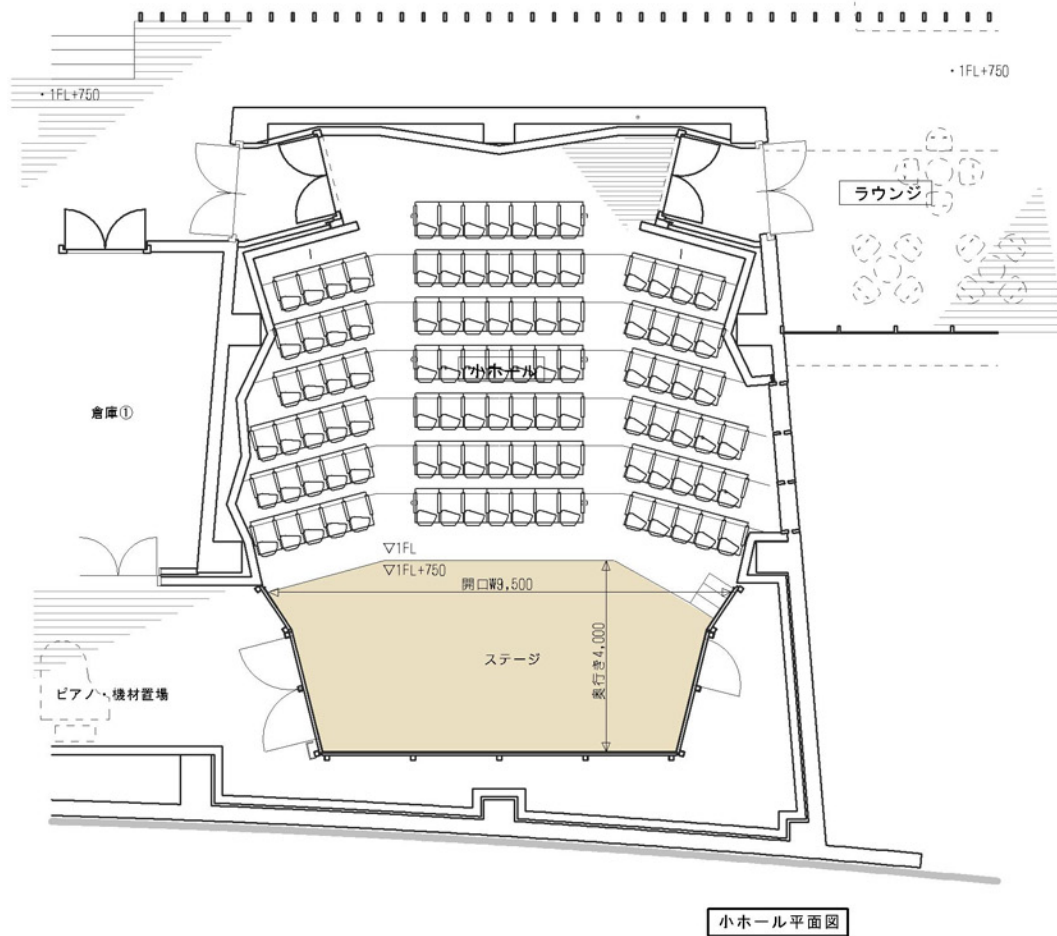 ・1FL+750
・1FL+750
ラウンジ
小ホール
倉庫①
▽1FL
▽1FL+750
開口W9,500
奥行き4,000
ステージ
ピアノ・機材置場
小ホール平面図